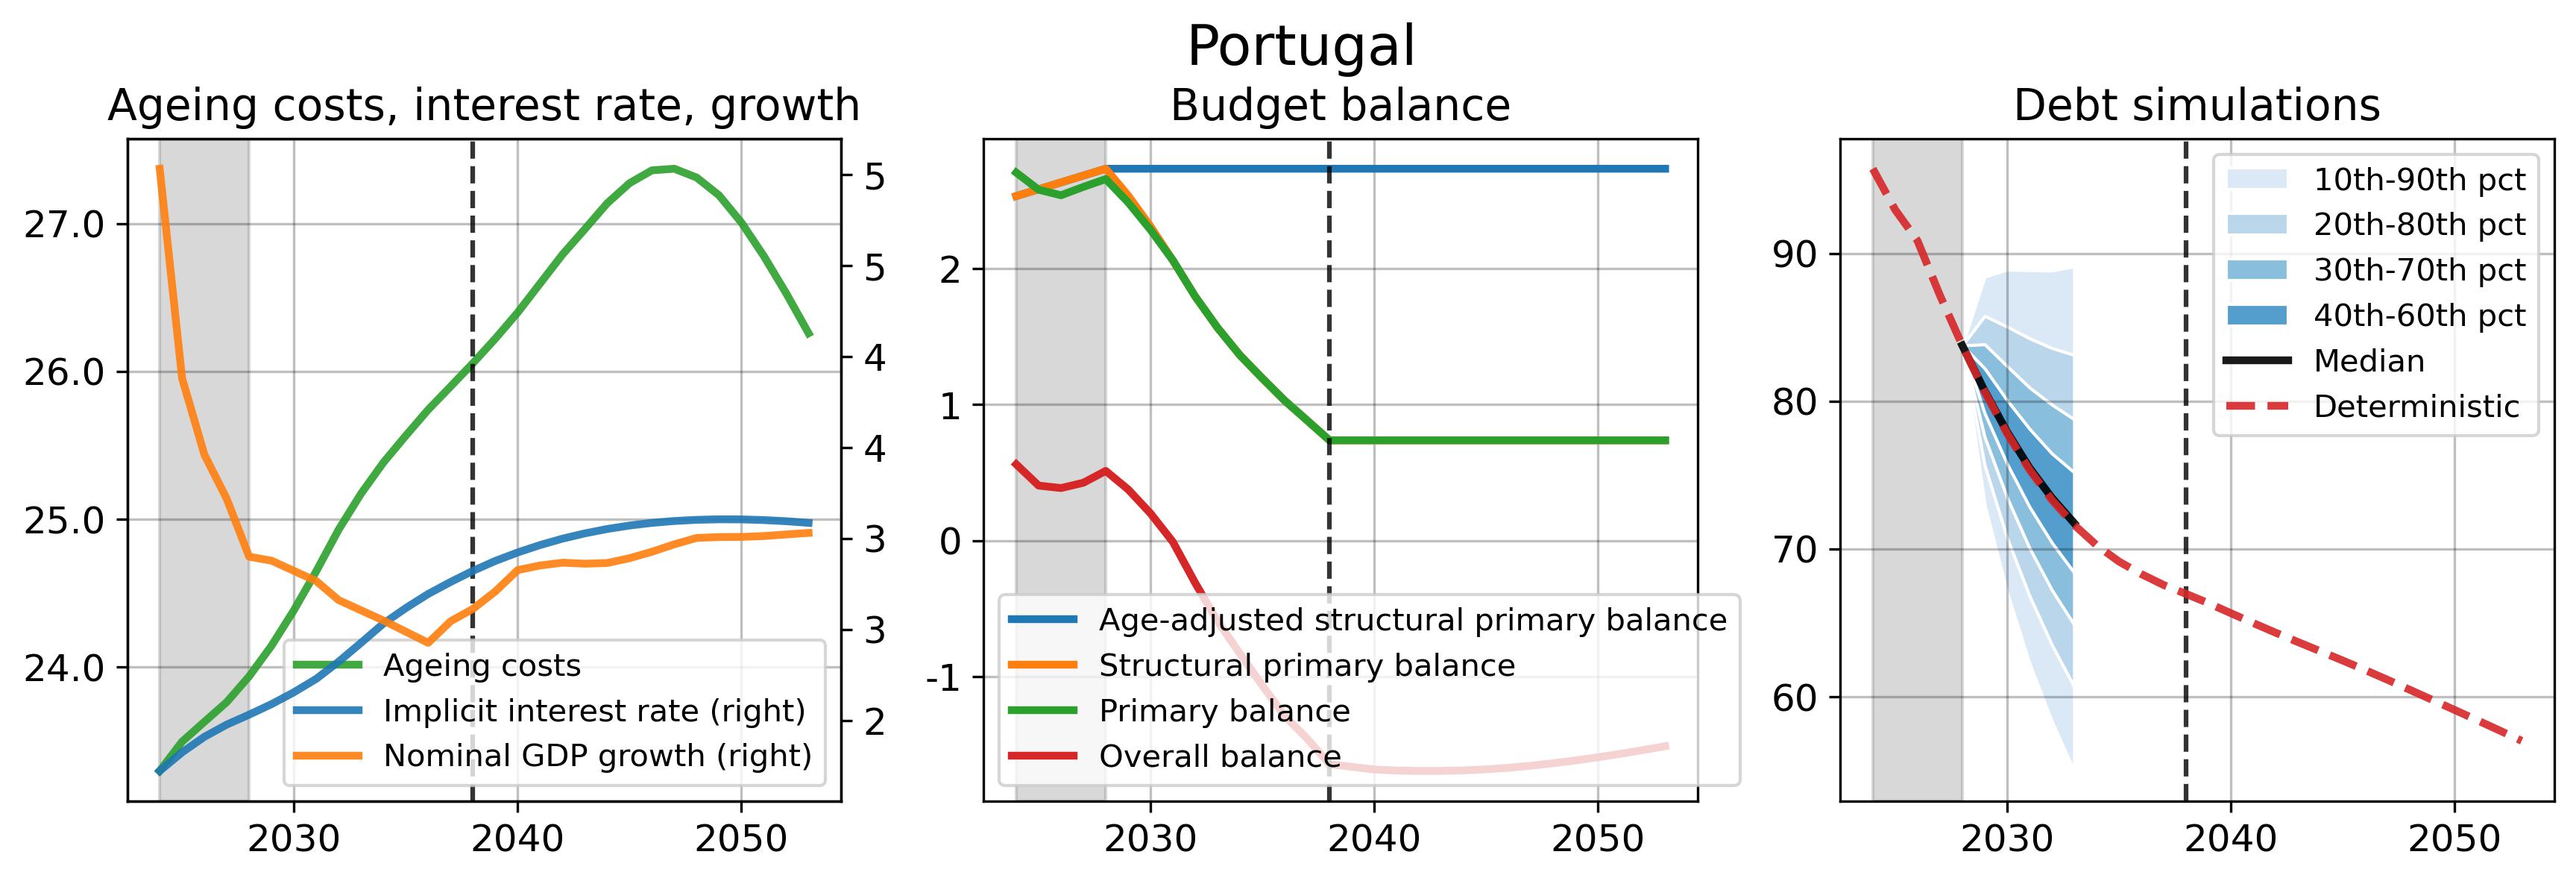 Portugal
Ageing costs, interest rate, growth
27.0
26.0
25.0
24.0
5
5
4
4
3
3
2
2030
2040
2050
Ageing costs
Implicit interest rate (right)
Nominal GDP growth (right)
Budget balance
2
1
0
-1
2030
2040
2050
Age-adjusted structural primary balance
Structural primary balance
Primary balance
Overall balance
Debt simulations
90
80
70
60
2030
2040
2050
10th-90th pct
20th-80th pct
30th-70th pct
40th-60th pct
Median
Deterministic